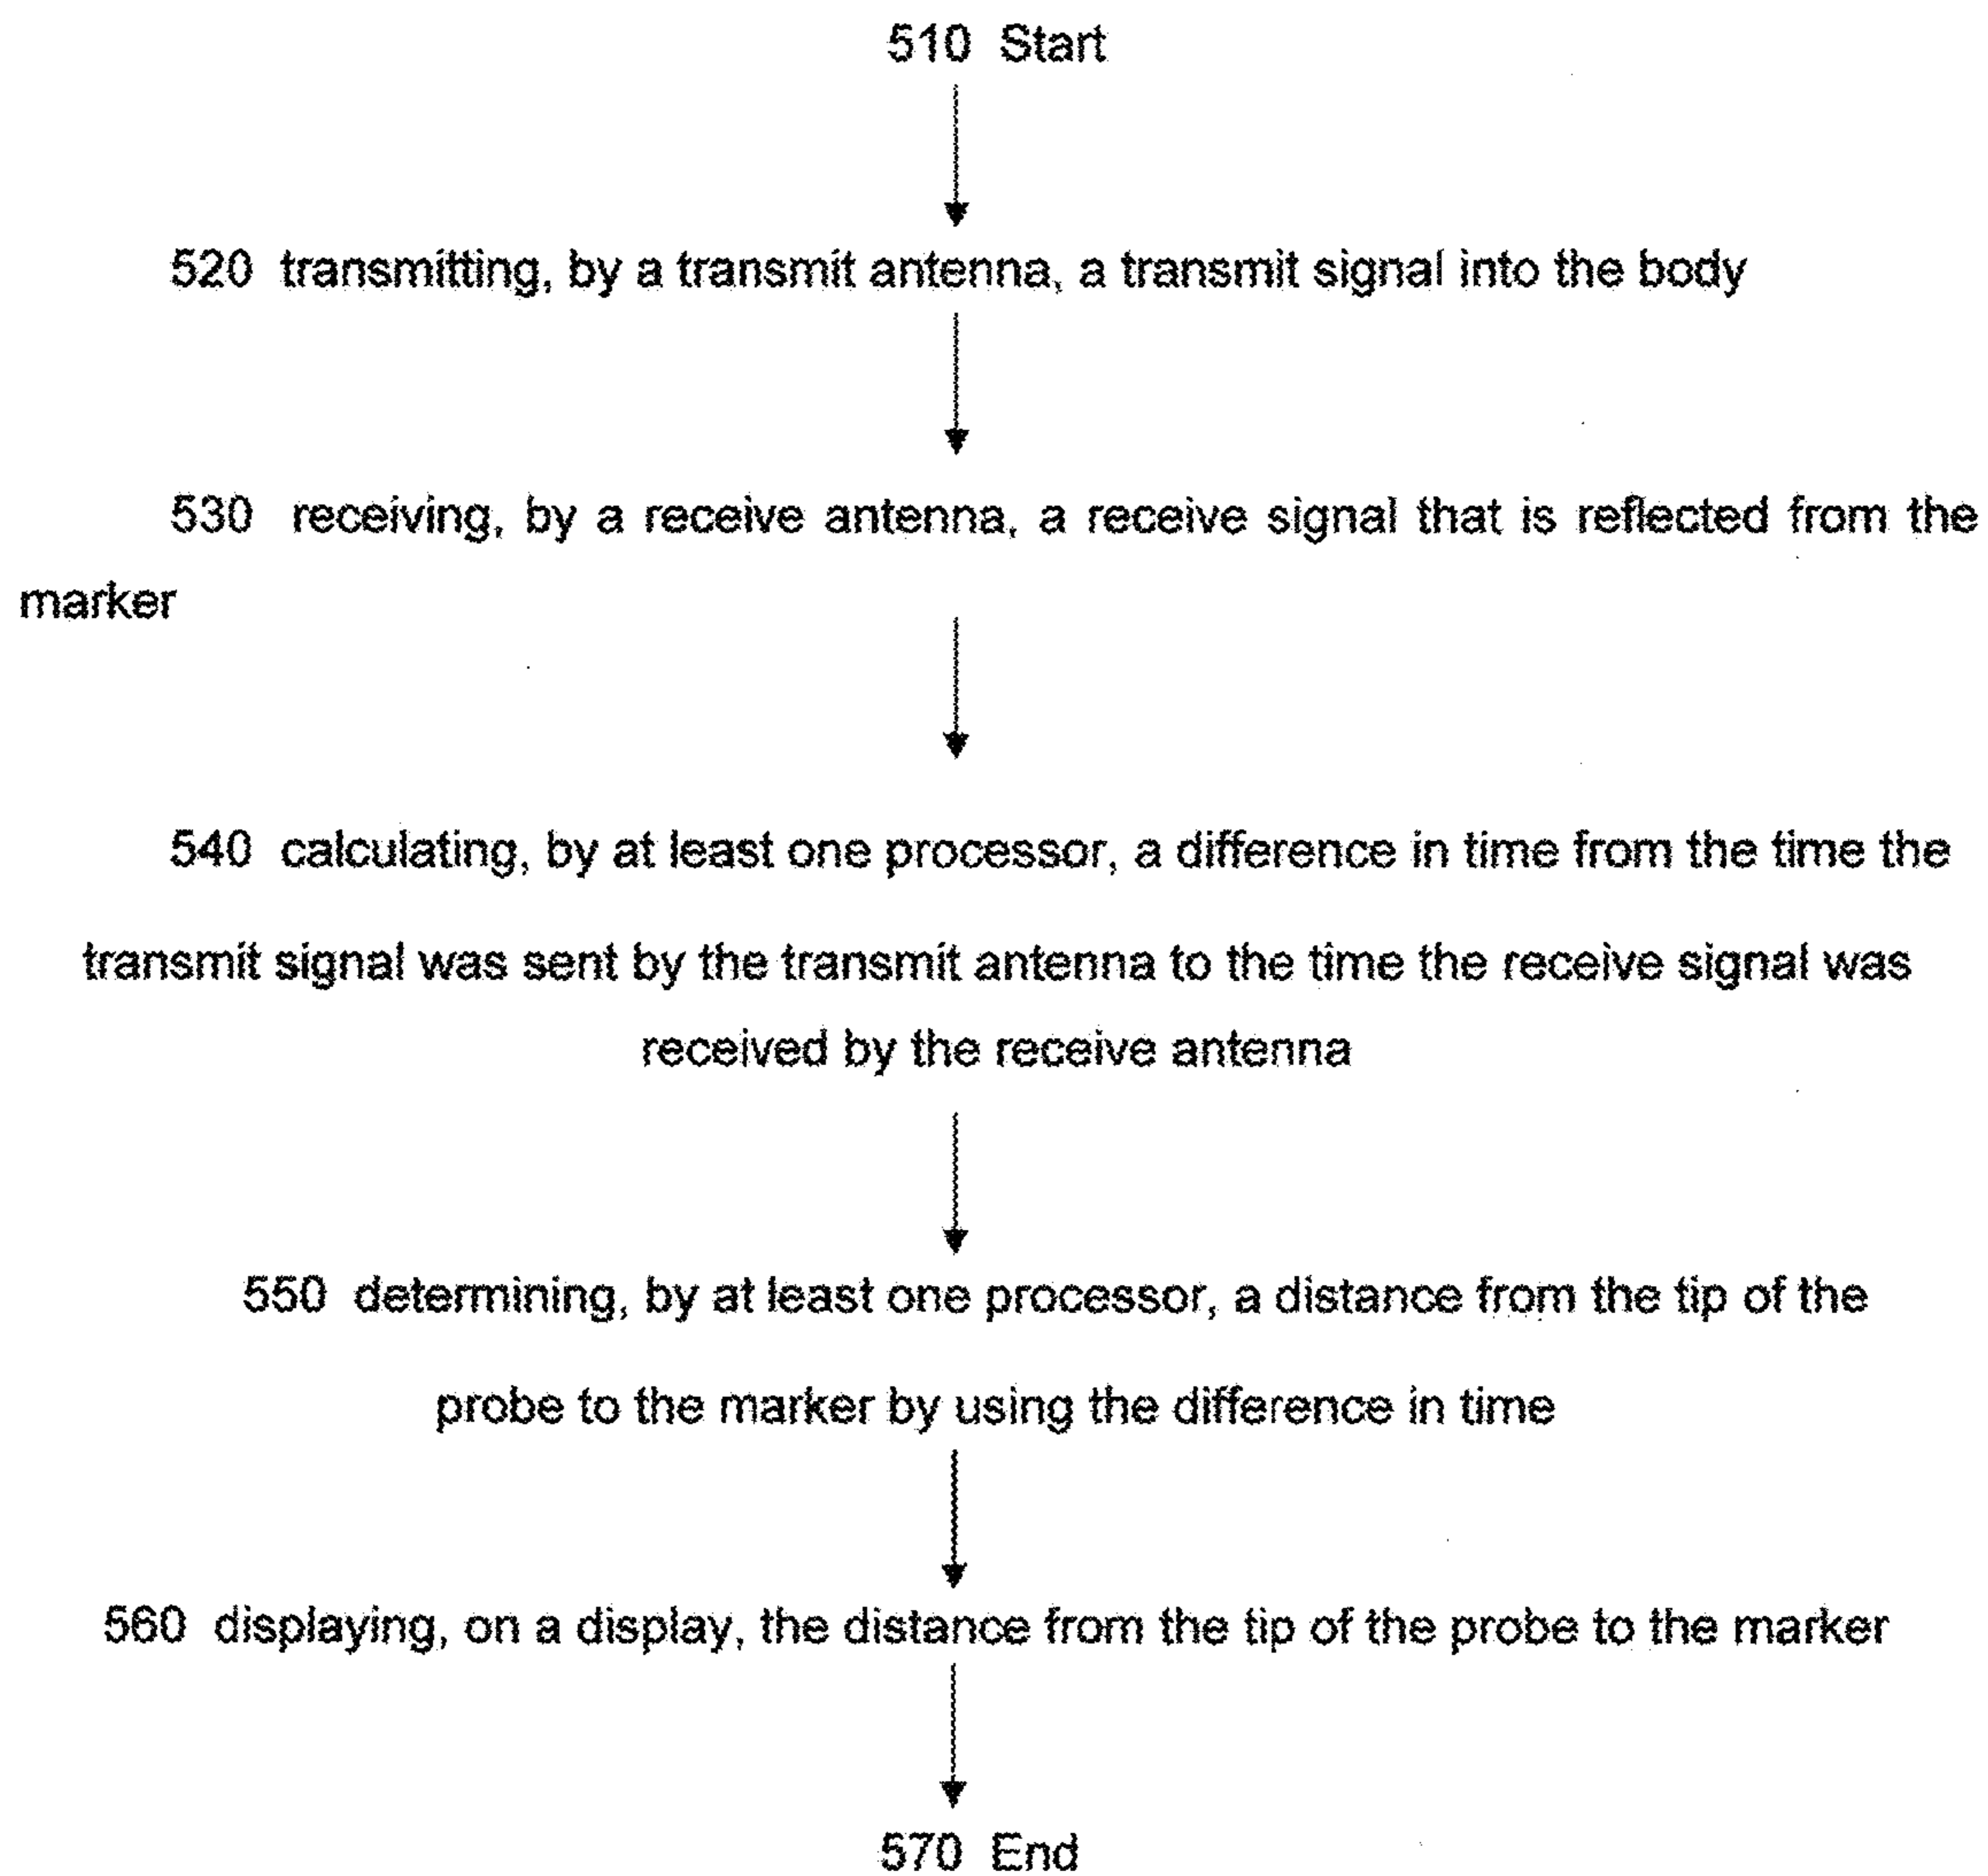 510 Start
520 transmitting, by a transmit antenna, a transmit signal into the body
530 receiving, by a receive antenna, a receive signal that is reflected from the
marker
540 calculating, by at least one processor, a difference in time from the time the
transmit signal was sent by the transmit antenna to the time the receive signal was
received by the receive antenna
550 determining, by at least one processor, a distance from the tip of the
probe to the marker by using the difference in time
560 displaying, on a display, the distance from the tip of the probe to the marker
570 End